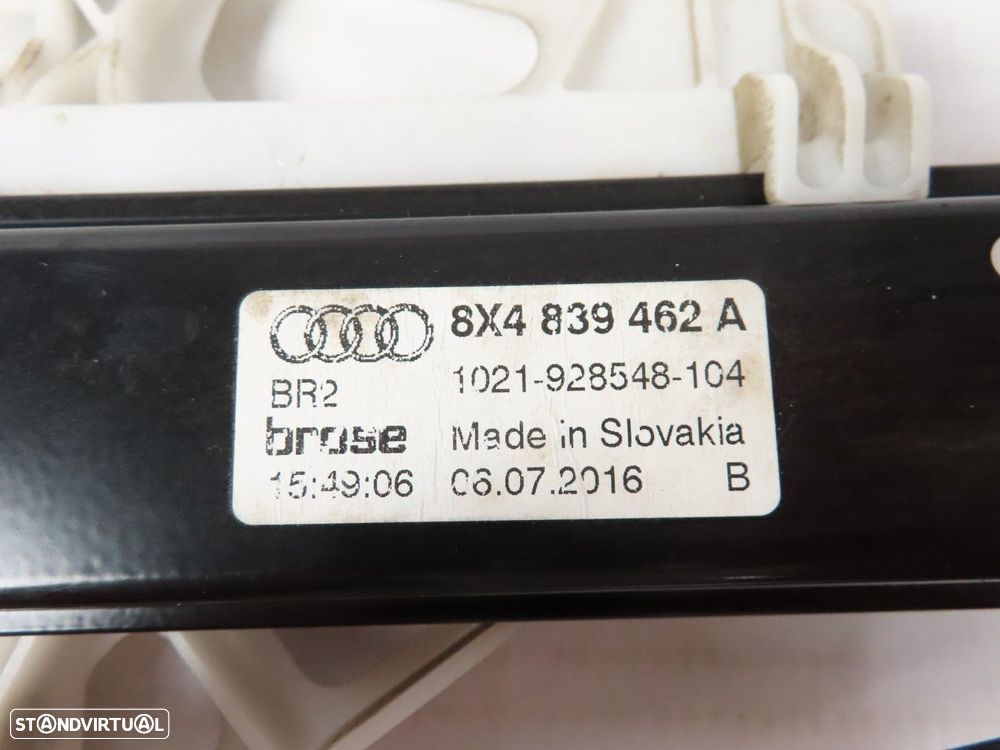 8X4 839 462 A
BR2 1021-928548-104
brose Made in Slovakia
15:49:06 06.07.2016 B
STANDVIRTUAL